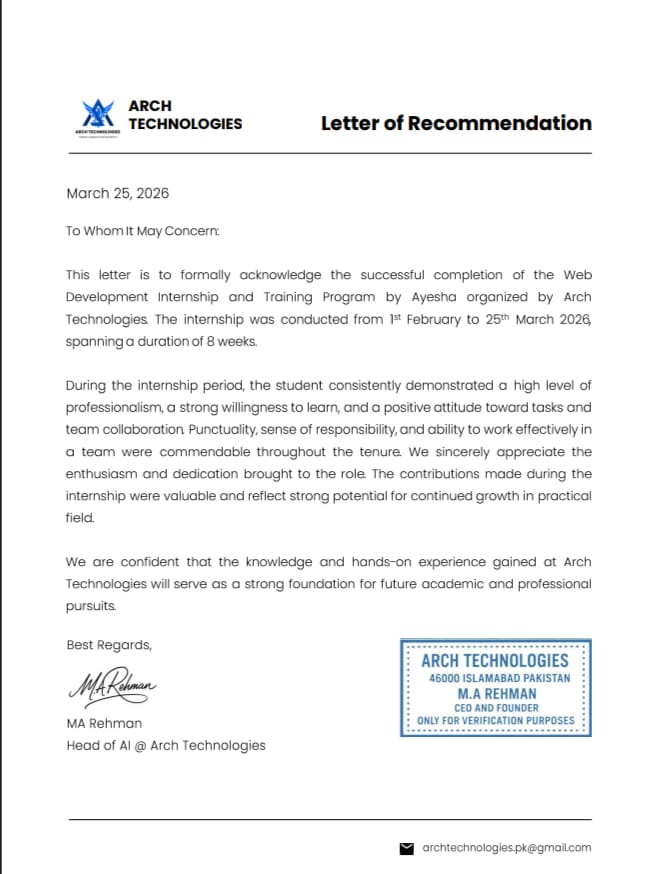 ARCH
TECHNOLOGIES
ARCH TECHNOLOGIES
Letter of Recommendation
March 25, 2026
To Whom It May Concern:
This letter is to formally acknowledge the successful completion of the Web
Development Internship and Training Program by Ayesha organized by Arch
Technologies. The internship was conducted from 1st February to 25th March 2026,
spanning a duration of 8 weeks.
During the internship period, the student consistently demonstrated a high level of
professionalism, a strong willingness to learn, and a positive attitude toward tasks and
team collaboration. Punctuality, sense of responsibility, and ability to work effectively in
a team were commendable throughout the tenure. We sincerely appreciate the
enthusiasm and dedication brought to the role. The contributions made during the
internship were valuable and reflect strong potential for continued growth in practical
field.
We are confident that the knowledge and hands-on experience gained at Arch
Technologies will serve as a strong foundation for future academic and professional
pursuits.
Best Regards,
M.A Rehman
MA Rehman
Head of AI @ Arch Technologies
ARCH TECHNOLOGIES
46000 ISLAMABAD PAKISTAN
M.A REHMAN
CEO AND FOUNDER
ONLY FOR VERIFICATION PURPOSES
archtechnologies.pk@gmail.com